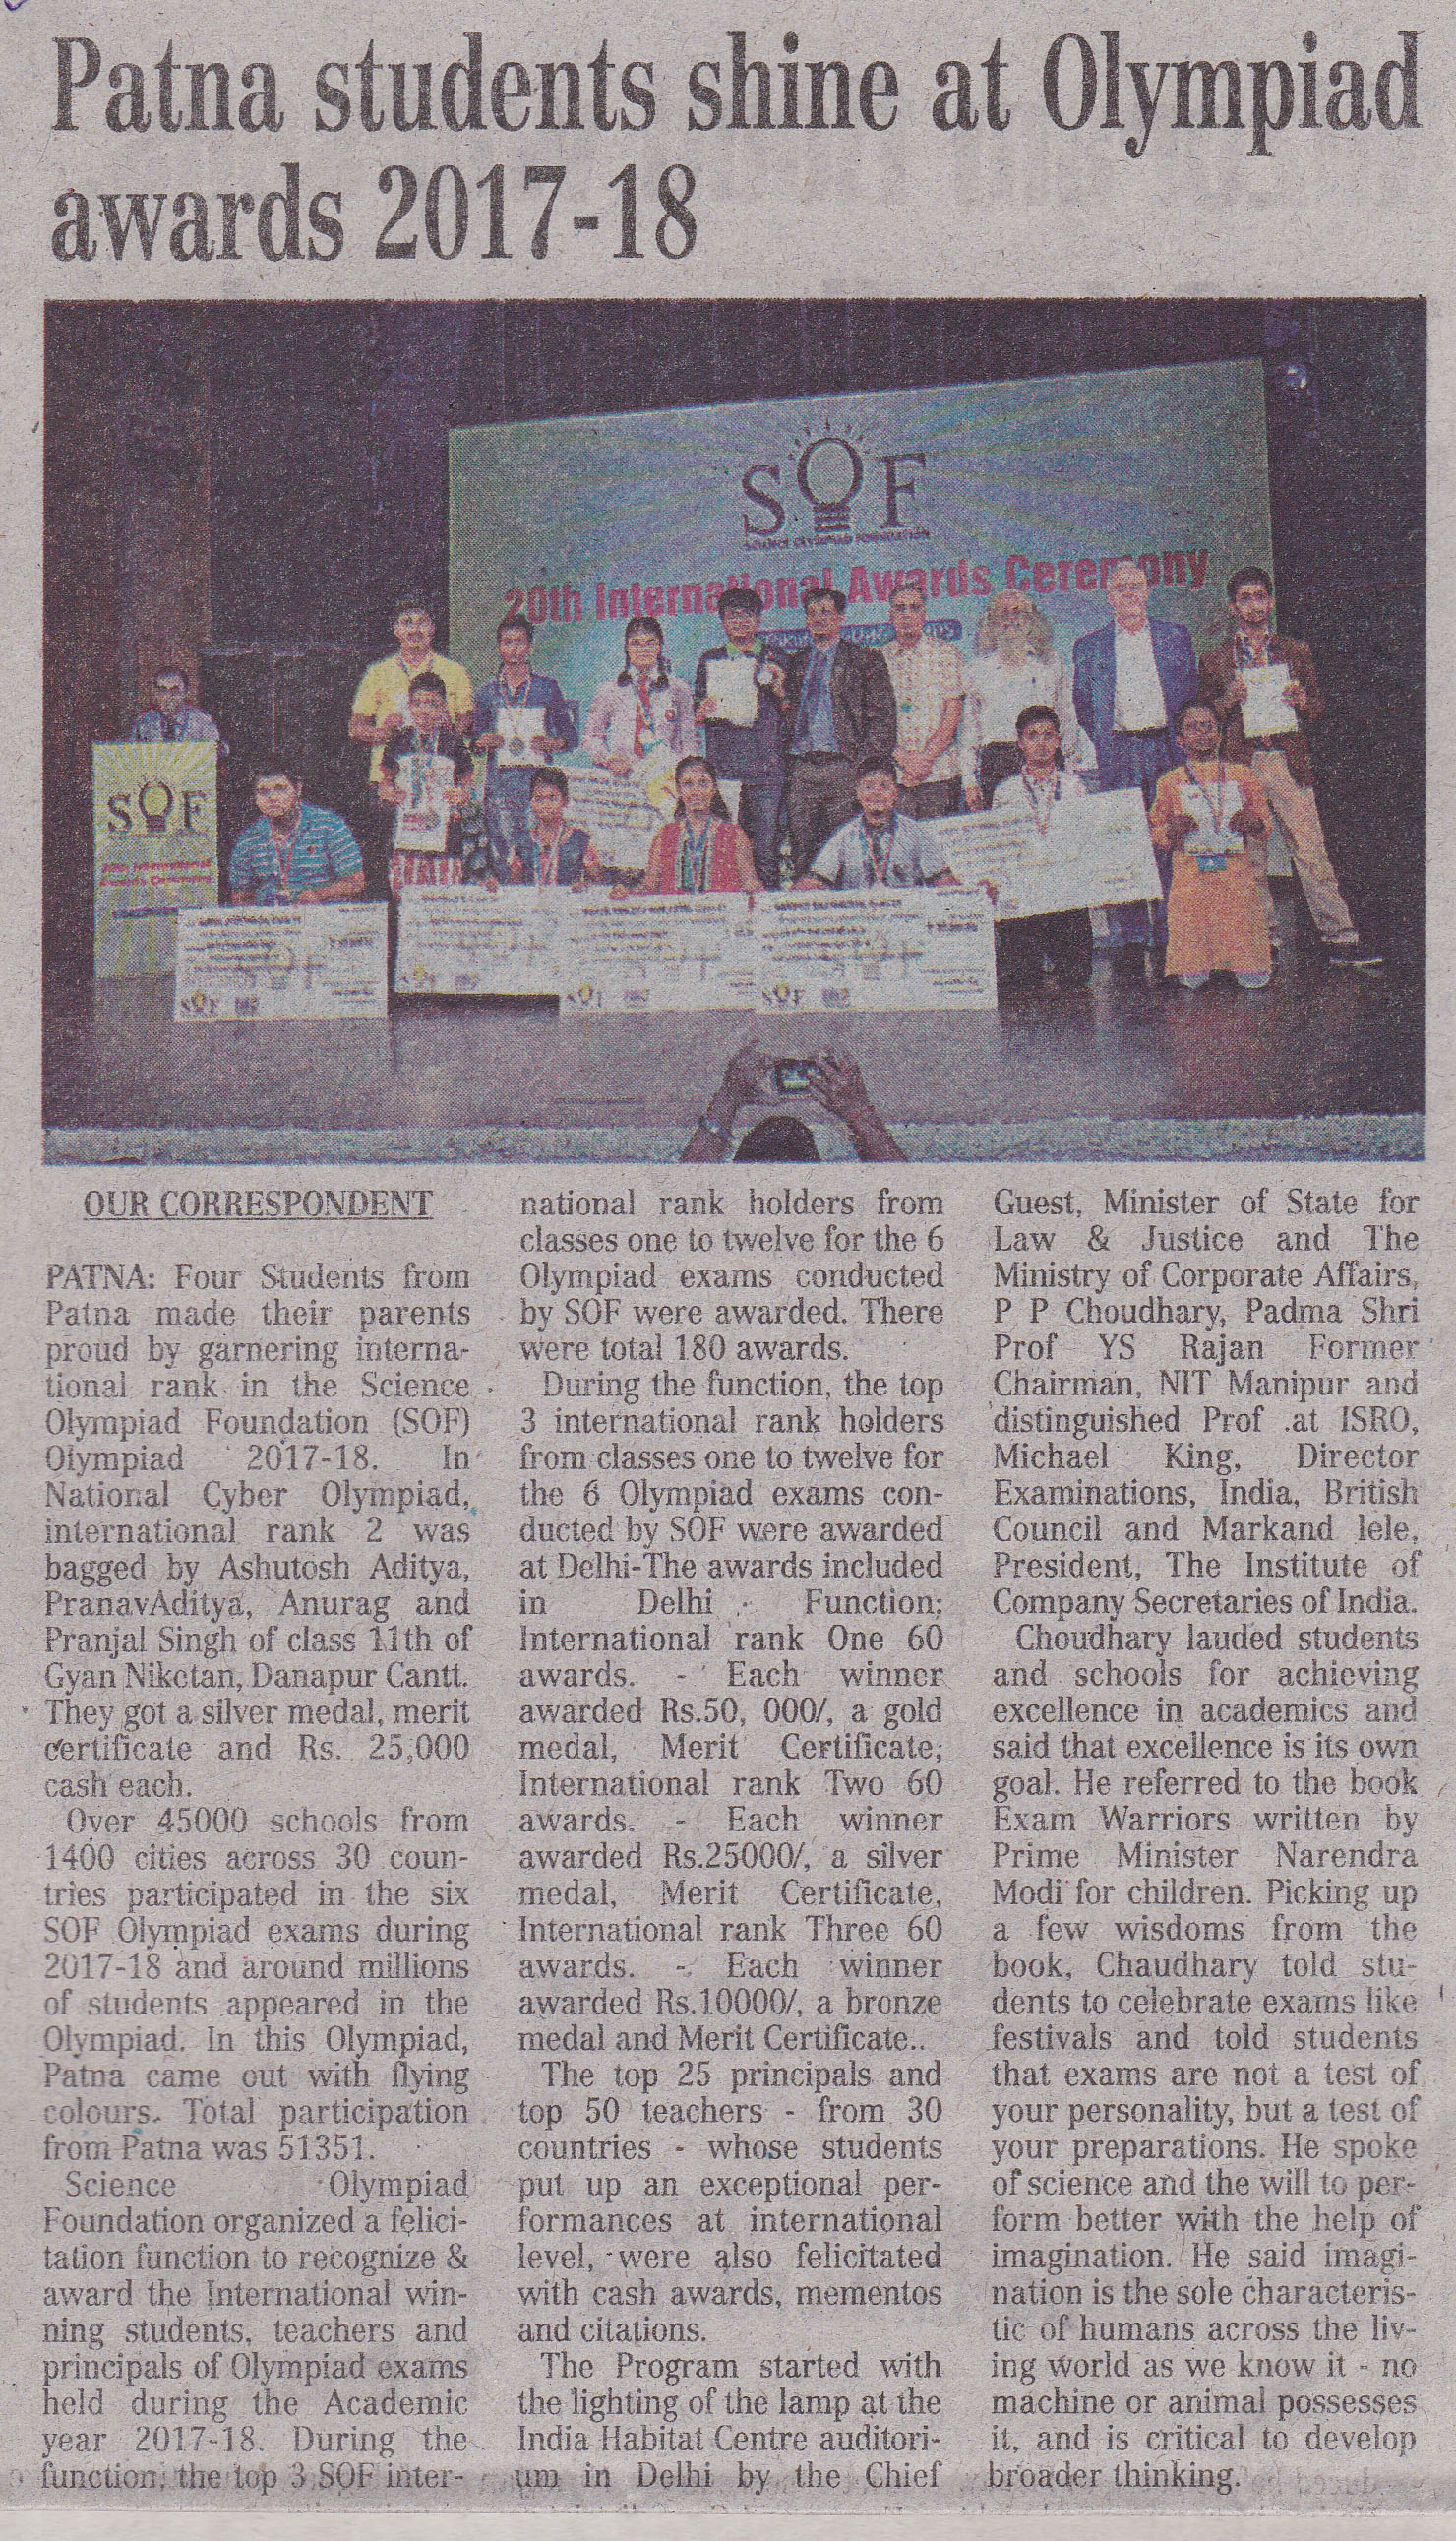 Patna students shine at Olympiad
awards 2017-18
SOF
SCIENCE OLYMPIAD FOUNDATION
20th International Awards Ceremony
SOF
SOF
SOF
SOF
OUR CORRESPONDENT
PATNA: Four Students from
Patna made their parents
proud by garnering interna-
tional rank in the Science
Olympiad Foundation (SOF)
Olympiad 2017-18. In
National Cyber Olympiad,
international rank 2 was
bagged by Ashutosh Aditya,
PranavAditya, Anurag and
Pranjal Singh of class 11th of
Gyan Niketan, Danapur Cantt.
They got a silver medal, merit
certificate and Rs. 25,000
cash each.
Over 45000 schools from
1400 cities across 30 coun-
tries participated in the six
SOF Olympiad exams during
2017-18 and around millions
of students appeared in the
Olympiad. In this Olympiad,
Patna came out with flying
colours. Total participation
from Patna was 51351.
Science Olympiad
Foundation organized a felici-
tation function to recognize &
award the International win-
ning students, teachers and
principals of Olympiad exams
held during the Academic
year 2017-18. During the
function, the top 3 SOF inter-
national rank holders from
classes one to twelve for the 6
Olympiad exams conducted
by SOF were awarded. There
were total 180 awards.
During the function, the top
3 international rank holders
from classes one to twelve for
the 6 Olympiad exams con-
ducted by SOF were awarded
at Delhi-The awards included
in Delhi Function;
International rank One 60
awards. - Each winner
awarded Rs.50, 000/, a gold
medal, Merit Certificate;
International rank Two 60
awards. - Each winner
awarded Rs.25000/, a silver
medal, Merit Certificate,
International rank Three 60
awards. - Each winner
awarded Rs.10000/, a bronze
medal and Merit Certificate..
The top 25 principals and
top 50 teachers - from 30
countries - whose students
put up an exceptional per-
formances at international
level, were also felicitated
with cash awards, mementos
and citations.
The Program started with
the lighting of the lamp at the
India Habitat Centre auditori-
um in Delhi by the Chief
Guest, Minister of State for
Law & Justice and The
Ministry of Corporate Affairs,
P P Choudhary, Padma Shri
Prof YS Rajan Former
Chairman, NIT Manipur and
distinguished Prof .at ISRO,
Michael King, Director
Examinations, India, British
Council and Markand lele,
President, The Institute of
Company Secretaries of India.
Choudhary lauded students
and schools for achieving
excellence in academics and
said that excellence is its own
goal. He referred to the book
Exam Warriors written by
Prime Minister Narendra
Modi for children. Picking up
a few wisdoms from the
book, Chaudhary told stu-
dents to celebrate exams like
festivals and told students
that exams are not a test of
your personality, but a test of
your preparations. He spoke
of science and the will to per-
form better with the help of
imagination. He said imagi-
nation is the sole characteris-
tic of humans across the liv-
ing world as we know it - no
machine or animal possesses
it, and is critical to develop
broader thinking.